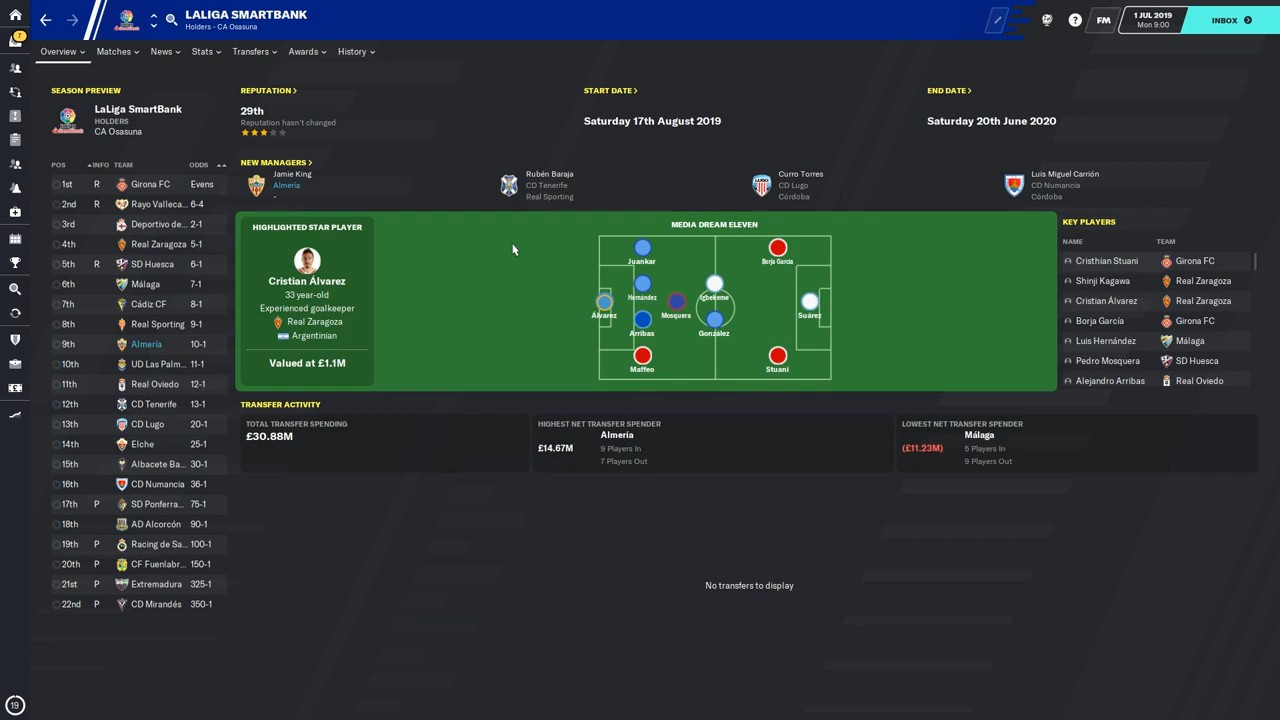 LALIGA SMARTBANK
Holders - CA Osasuna
1 JUL 2019
Mon 9:00
FM
?
INBOX
7
Overview
Matches
News
Stats
Transfers
Awards
History
SEASON PREVIEW
LaLiga SmartBank
HOLDERS
CA Osasuna
REPUTATION >
29th
Reputation hasn't changed
START DATE >
Saturday 17th August 2019
END DATE >
Saturday 20th June 2020
NEW MANAGERS >
Jamie King
Almería
-
Rubén Baraja
CD Tenerife
Real Sporting
Curro Torres
CD Lugo
Córdoba
Luis Miguel Carrión
CD Numancia
Córdoba
POS INFO TEAM ODDS
1st R Girona FC Evens
2nd R Rayo Valleca... 6-4
3rd Deportivo de... 2-1
4th Real Zaragoza 5-1
5th R SD Huesca 6-1
6th Málaga 7-1
7th Cádiz CF 8-1
8th Real Sporting 9-1
9th Almería 10-1
10th UD Las Palm... 11-1
11th Real Oviedo 12-1
12th CD Tenerife 13-1
13th CD Lugo 20-1
14th Elche 25-1
15th Albacete Ba... 30-1
16th CD Numancia 36-1
17th P SD Ponferra... 75-1
18th AD Alcorcón 90-1
19th P Racing de Sa... 100-1
20th P CF Fuenlabr... 150-1
21st P Extremadura 325-1
22nd P CD Mirandés 350-1
HIGHLIGHTED STAR PLAYER
Cristian Álvarez
33 year-old
Experienced goalkeeper
Real Zaragoza
Argentinian
Valued at £1.1M
MEDIA DREAM ELEVEN
Juankar
Borja García
Hernández
Igbekeme
Álvarez
Mosquera
Suárez
Arribas
González
Maffeo
Stuani
KEY PLAYERS
NAME TEAM
Cristhian Stuani Girona FC
Shinji Kagawa Real Zaragoza
Cristian Álvarez Real Zaragoza
Borja García Girona FC
Luis Hernández Málaga
Pedro Mosquera SD Huesca
Alejandro Arribas Real Oviedo
TRANSFER ACTIVITY
TOTAL TRANSFER SPENDING
£30.88M
HIGHEST NET TRANSFER SPENDER
£14.67M
Almería
9 Players In
7 Players Out
LOWEST NET TRANSFER SPENDER
(£11.23M)
Málaga
5 Players In
9 Players Out
No transfers to display
19